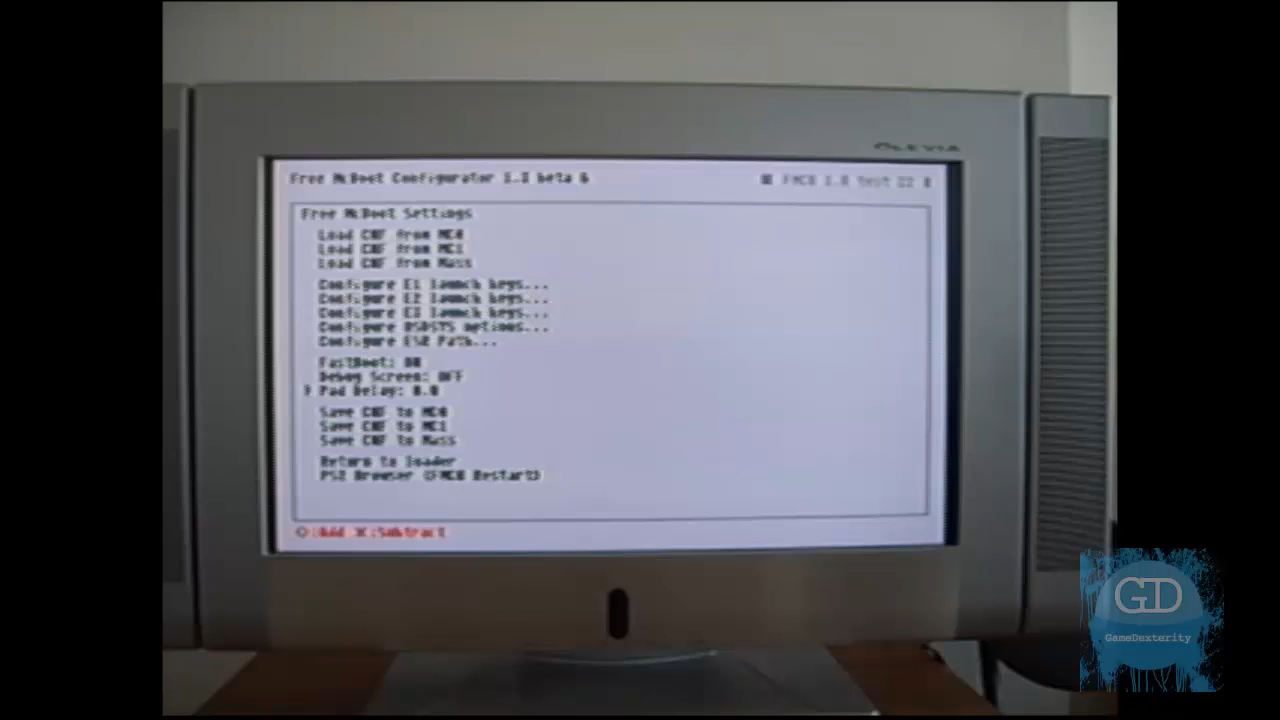 OLEVIA
Free McBoot Configurator 1.1 beta 6
FMCB 1.8 Test 22
Free McBoot Settings
Load CNF from MC0
Load CNF from MC1
Load CNF from Mass
Configure E1 launch keys...
Configure E2 launch keys...
Configure E3 launch keys...
Configure OSDSYS options...
Configure ESR Path...
FastBoot: ON
Debug Screen: OFF
Pad Delay: 0.0
Save CNF to MC0
Save CNF to MC1
Save CNF to Mass
Return to loader
PS2 Browser (FMCB Restart)
O:Add X:Subtract
GD
GameDexterity